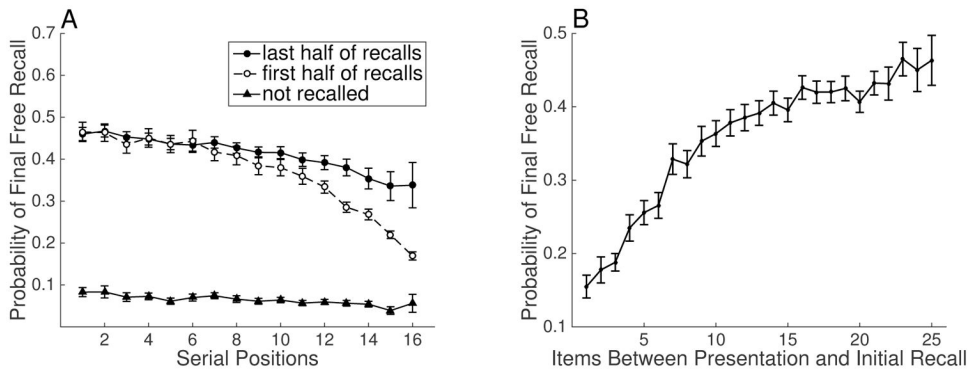 A
Probability of Final Free Recall
0.7
0.6
0.5
0.4
0.3
0.2
0.1
last half of recalls
first half of recalls
not recalled
2 4 6 8 10 12 14 16
Serial Positions
B
Probability of Final Free Recall
0.5
0.4
0.3
0.2
0.1
5 10 15 20 25
Items Between Presentation and Initial Recall